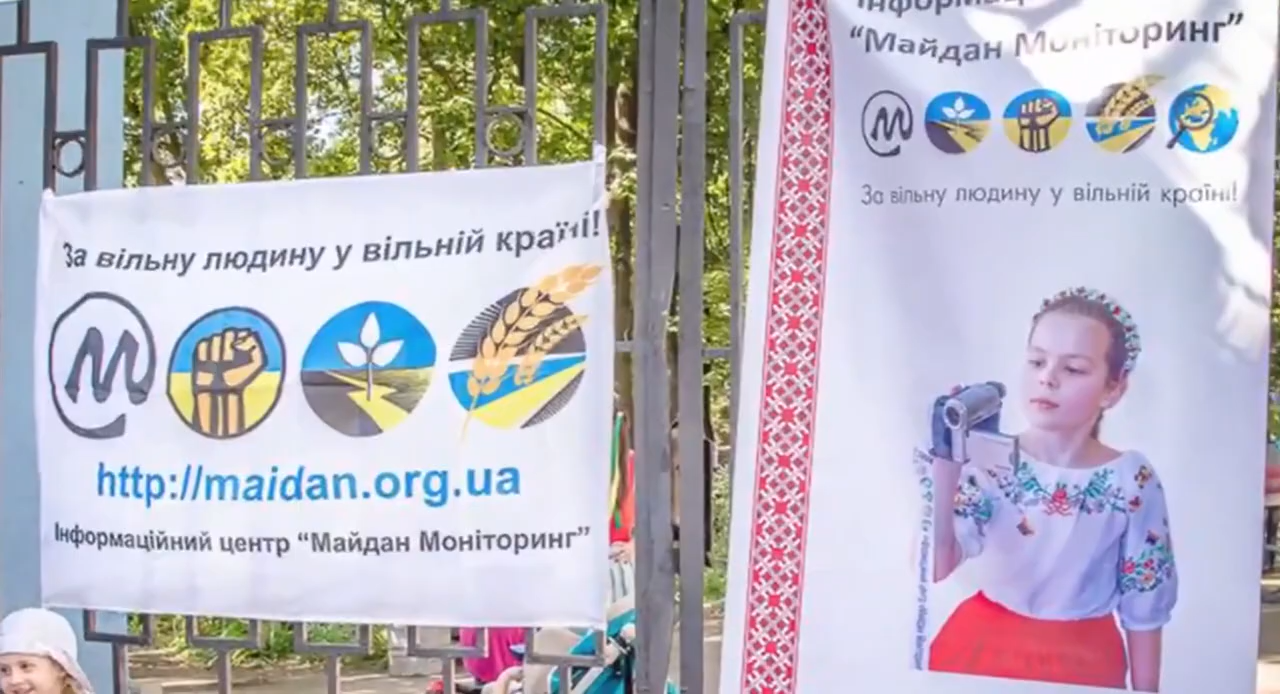 За вільну людину у вільній країні!
http://maidan.org.ua
Інформаційний центр “Майдан Моніторинг”
“Майдан Моніторинг”
За вільну людину у вільній країні!